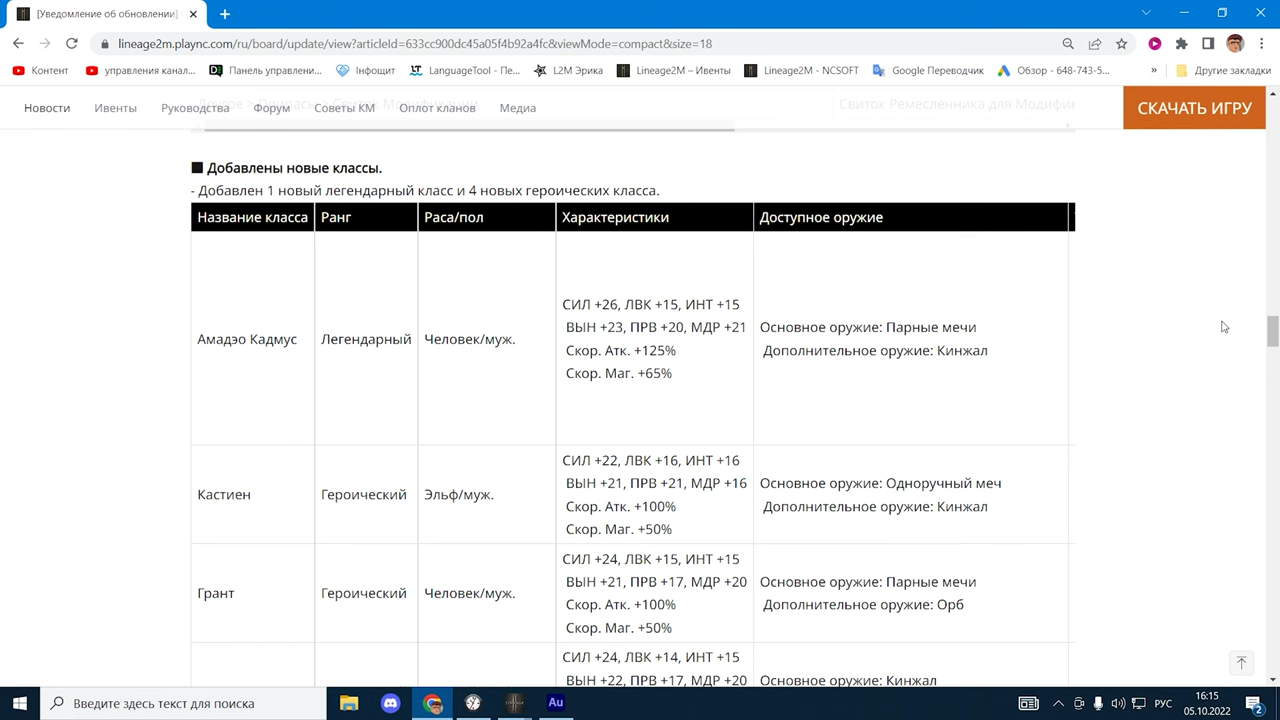 [Уведомление об обновлении]
lineage2m.plaync.com/ru/board/update/view?articleId=633cc900dc45a05f4b92a4fc&viewMode=compact&size=18
Контент
управления канал...
Панель управлени...
Інфощит
LanguageTool - Пе...
L2M Эрика
Lineage2M – Ивенты
Lineage2M - NCSOFT
Google Переводчик
Обзор - 648-743-5...
»
Другие закладки
Новости
Ивенты
Руководства
Форум
Советы КМ
Оплот кланов
Медиа
Свиток Ремесленника для Модифик
СКАЧАТЬ ИГРУ
■ Добавлены новые классы.
- Добавлен 1 новый легендарный класс и 4 новых героических класса.
Название класса Ранг Раса/пол Характеристики Доступное оружие
Амадэо Кадмус Легендарный Человек/муж.
СИЛ +26, ЛВК +15, ИНТ +15
ВЫН +23, ПРВ +20, МДР +21
Скор. Атк. +125%
Скор. Маг. +65%
Основное оружие: Парные мечи
Дополнительное оружие: Кинжал
Кастиен Героический Эльф/муж.
СИЛ +22, ЛВК +16, ИНТ +16
ВЫН +21, ПРВ +21, МДР +16
Скор. Атк. +100%
Скор. Маг. +50%
Основное оружие: Одноручный меч
Дополнительное оружие: Кинжал
Грант Героический Человек/муж.
СИЛ +24, ЛВК +15, ИНТ +15
ВЫН +21, ПРВ +17, МДР +20
Скор. Атк. +100%
Скор. Маг. +50%
Основное оружие: Парные мечи
Дополнительное оружие: Орб
СИЛ +24, ЛВК +14, ИНТ +15
ВЫН +22, ПРВ +17, МДР +20
Основное оружие: Кинжал
Введите здесь текст для поиска
Au
РУС
16:15
05.10.2022
2